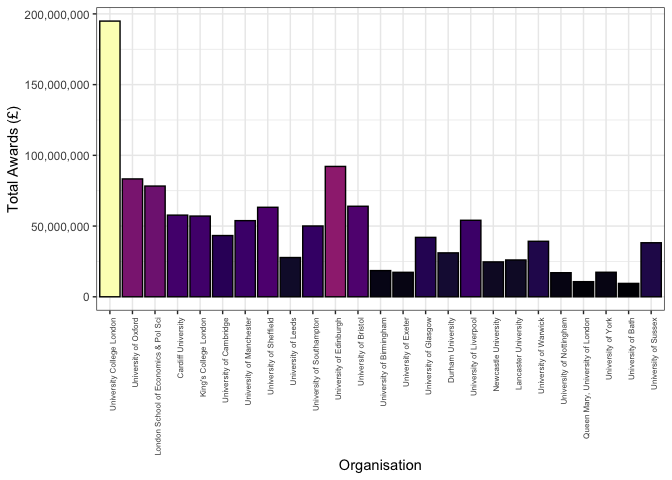 200,000,000
150,000,000
100,000,000
50,000,000
0
Total Awards (£)
University College London
University of Oxford
London School of Economics & Pol Sci
Cardiff University
King's College London
University of Cambridge
University of Manchester
University of Sheffield
University of Leeds
University of Southampton
University of Edinburgh
University of Bristol
University of Birmingham
University of Exeter
University of Glasgow
Durham University
University of Liverpool
Newcastle University
Lancaster University
University of Warwick
University of Nottingham
Queen Mary, University of London
University of York
University of Bath
University of Sussex
Organisation